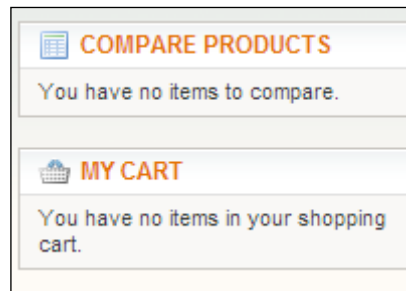 COMPARE PRODUCTS
You have no items to compare.
MY CART
You have no items in your shopping
cart.